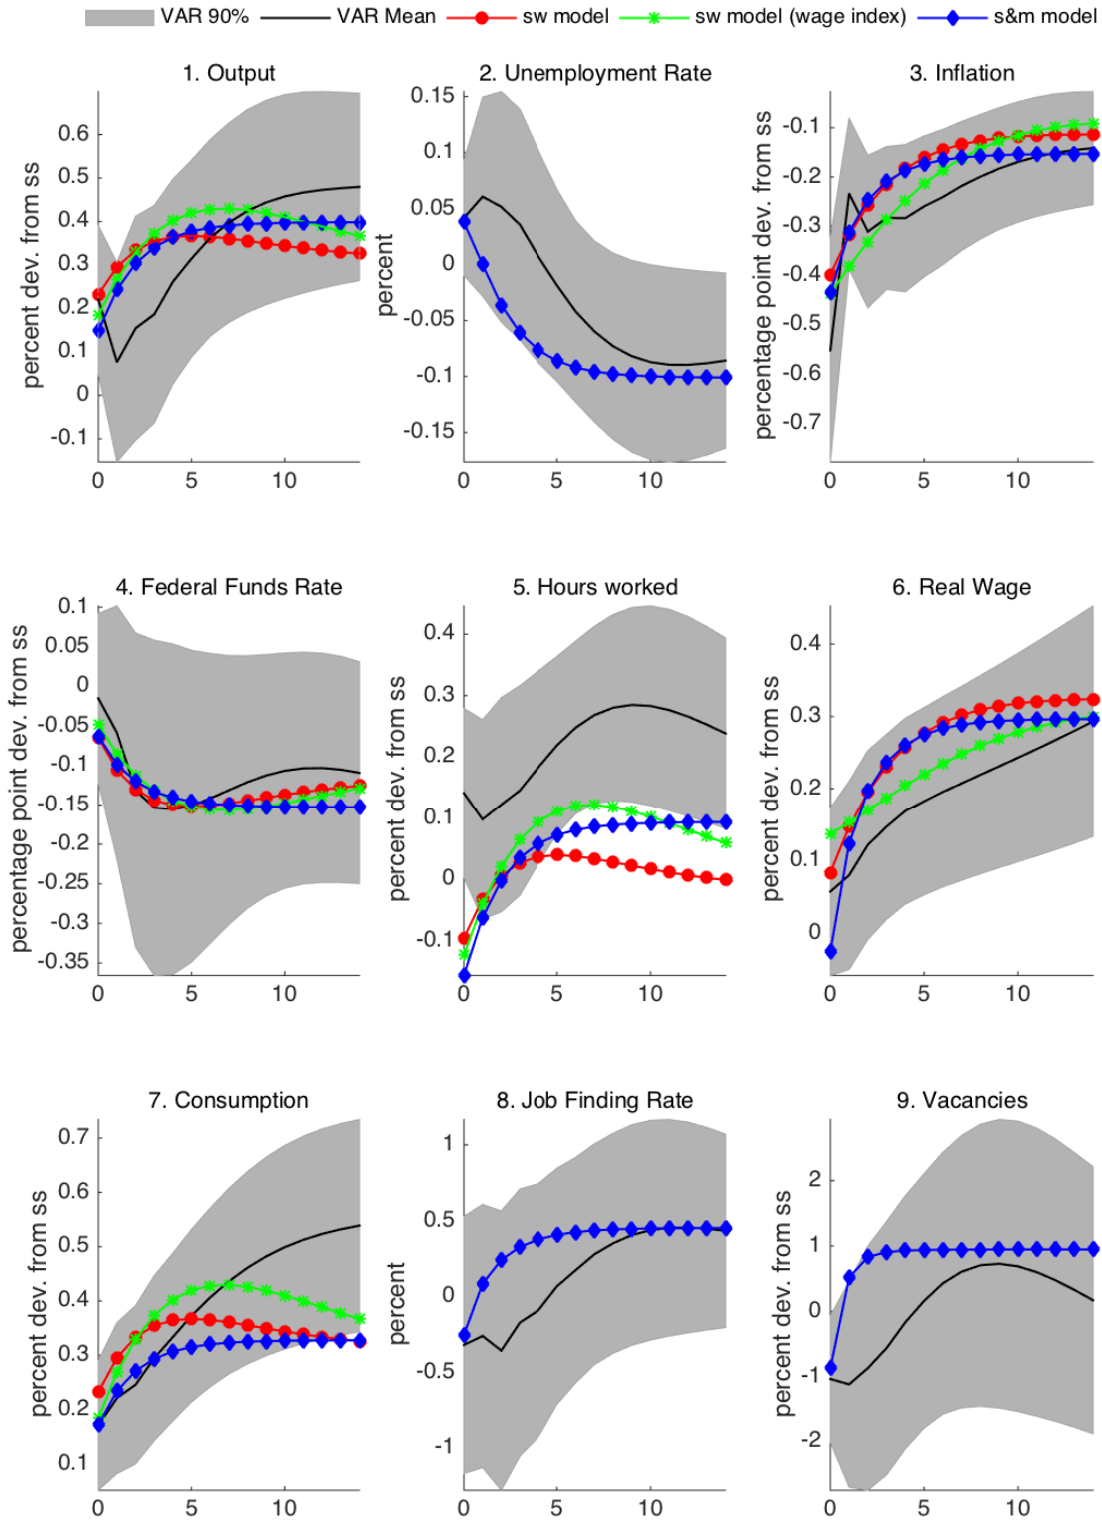 VAR 90% VAR Mean sw model sw model (wage index) s&m model
1. Output
percent dev. from ss
0.6
0.5
0.4
0.3
0.2
0.1
0
-0.1
0 5 10
2. Unemployment Rate
percent
0.15
0.1
0.05
0
-0.05
-0.1
-0.15
0 5 10
3. Inflation
percentage point dev. from ss
-0.1
-0.2
-0.3
-0.4
-0.5
-0.6
-0.7
0 5 10
4. Federal Funds Rate
percentage point dev. from ss
0.1
0.05
0
-0.05
-0.1
-0.15
-0.2
-0.25
-0.3
-0.35
0 5 10
5. Hours worked
percent dev. from ss
0.4
0.3
0.2
0.1
0
-0.1
0 5 10
6. Real Wage
percent dev. from ss
0.4
0.3
0.2
0.1
0
0 5 10
7. Consumption
percent dev. from ss
0.7
0.6
0.5
0.4
0.3
0.2
0.1
0 5 10
8. Job Finding Rate
percent
1
0.5
0
-0.5
-1
0 5 10
9. Vacancies
percent dev. from ss
2
1
0
-1
-2
0 5 10